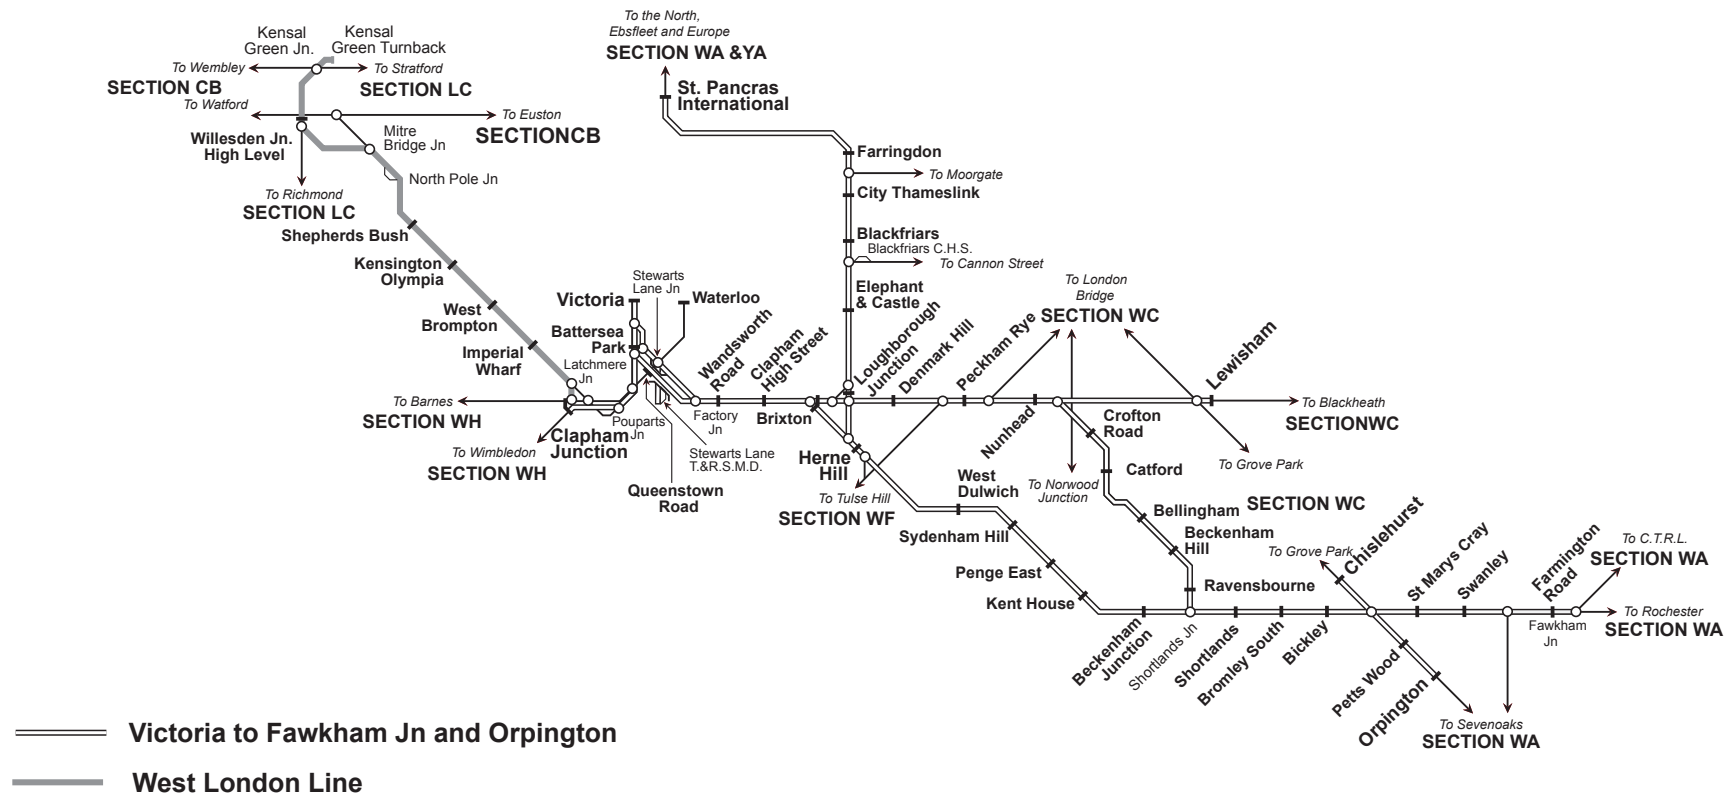 Kensal
Green Jn.
Kensal
Green Turnback
To Wembley
SECTION CB
To Stratford
SECTION LC
To Watford
To Euston
SECTIONCB
Willesden Jn.
High Level
Mitre
Bridge Jn
North Pole Jn
To Richmond
SECTION LC
Shepherds Bush
Kensington
Olympia
West
Brompton
Imperial
Wharf
Latchmere
Jn
To Barnes
SECTION WH
To Wimbledon
SECTION WH
Clapham
Junction
Pouparts
Jn
Victoria
Battersea
Park
Stewarts
Lane Jn
Waterloo
Queenstown
Road
Stewarts Lane
T.&R.S.M.D.
Factory
Jn
Wandsworth
Road
Clapham
High Street
Brixton
To the North,
Ebsfleet and Europe
SECTION WA &YA
St. Pancras
International
Farringdon
To Moorgate
City Thameslink
Blackfriars
Blackfriars C.H.S.
To Cannon Street
Elephant
& Castle
Loughborough
Junction
Denmark Hill
Peckham Rye
To London
Bridge
SECTION WC
Lewisham
Nunhead
Crofton
Road
To Blackheath
SECTIONWC
To Grove Park
SECTION WC
Herne
Hill
To Tulse Hill
SECTION WF
To Norwood
Junction
Catford
Bellingham
Beckenham
Hill
Ravensbourne
West
Dulwich
Sydenham Hill
Penge East
Kent House
Beckenham
Junction
Shortlands Jn
Shortlands
Bromley South
Bickley
To Grove Park
Chislehurst
St Marys Cray
Swanley
Farmington
Road
To C.T.R.L.
SECTION WA
To Rochester
SECTION WA
Fawkham
Jn
Petts Wood
Orpington
To Sevenoaks
SECTION WA
Victoria to Fawkham Jn and Orpington
West London Line